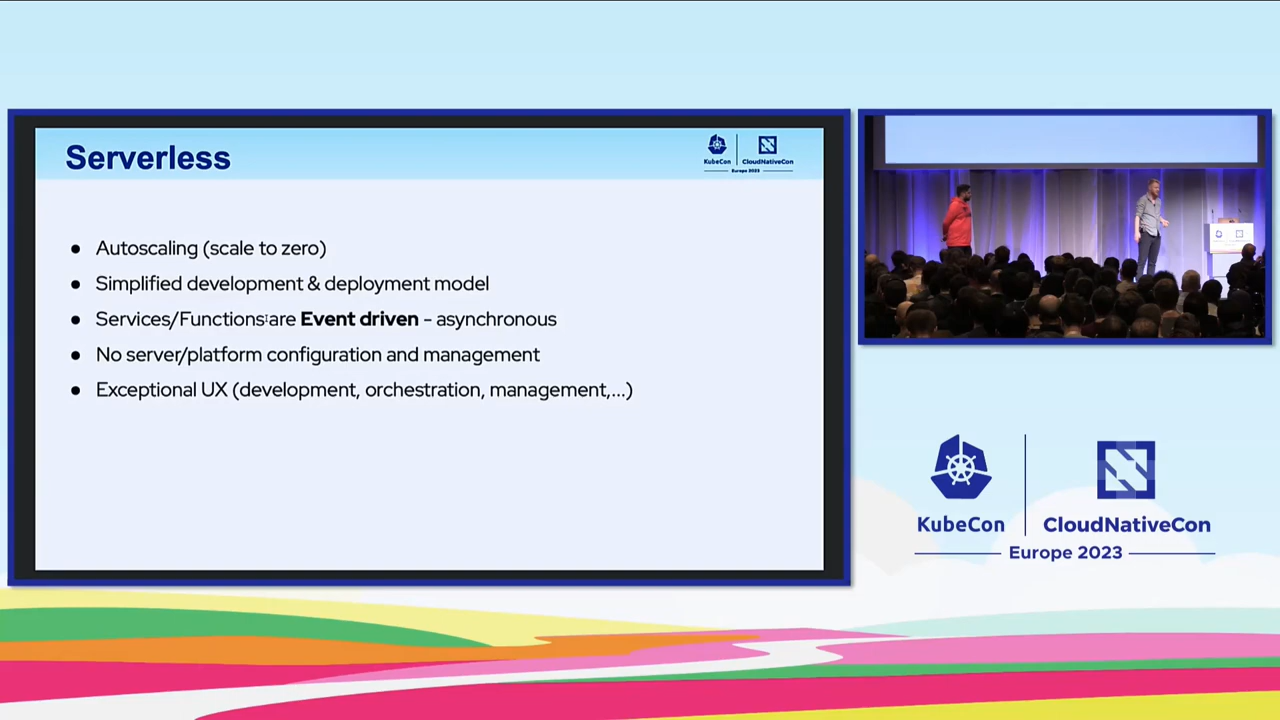 Serverless
KubeCon
CloudNativeCon
Europe 2023
● Autoscaling (scale to zero)
● Simplified development & deployment model
● Services/Functions are Event driven - asynchronous
● No server/platform configuration and management
● Exceptional UX (development, orchestration, management,...)
KubeCon
CloudNativeCon
Europe 2023